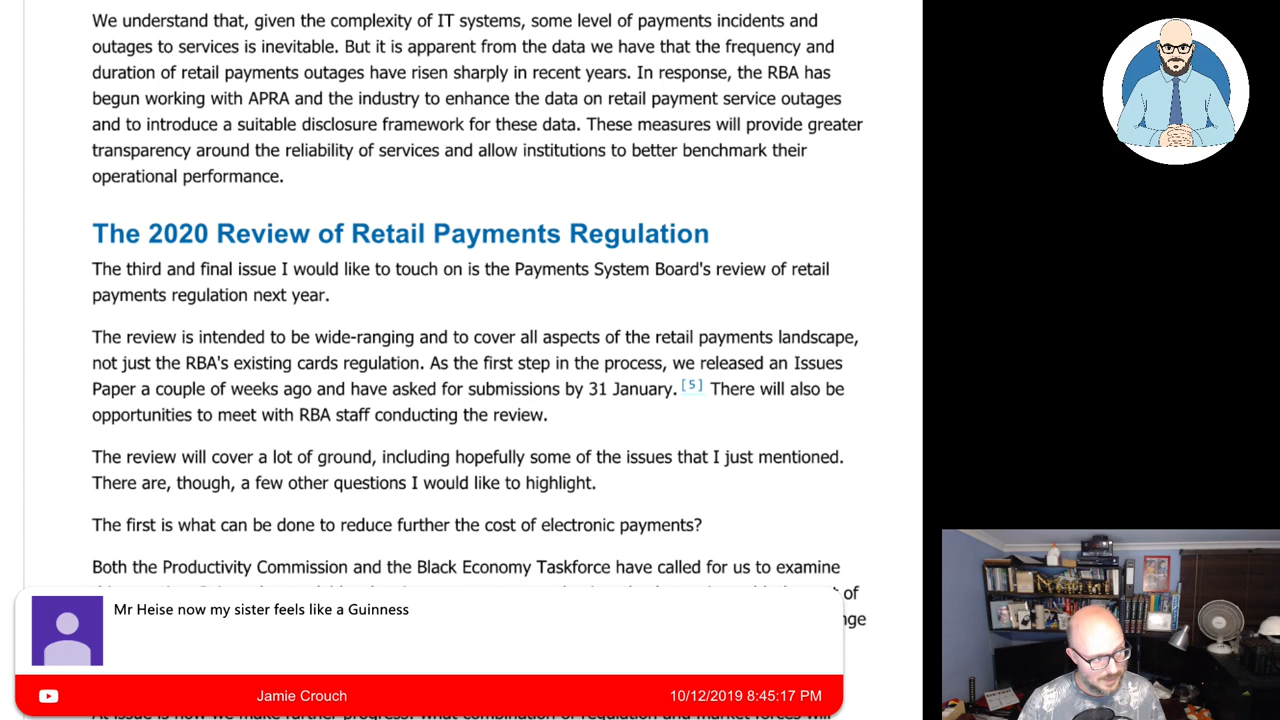 We understand that, given the complexity of IT systems, some level of payments incidents and
outages to services is inevitable. But it is apparent from the data we have that the frequency and
duration of retail payments outages have risen sharply in recent years. In response, the RBA has
begun working with APRA and the industry to enhance the data on retail payment service outages
and to introduce a suitable disclosure framework for these data. These measures will provide greater
transparency around the reliability of services and allow institutions to better benchmark their
operational performance.
The 2020 Review of Retail Payments Regulation
The third and final issue I would like to touch on is the Payments System Board's review of retail
payments regulation next year.
The review is intended to be wide-ranging and to cover all aspects of the retail payments landscape,
not just the RBA's existing cards regulation. As the first step in the process, we released an Issues
Paper a couple of weeks ago and have asked for submissions by 31 January. [5] There will also be
opportunities to meet with RBA staff conducting the review.
The review will cover a lot of ground, including hopefully some of the issues that I just mentioned.
There are, though, a few other questions I would like to highlight.
The first is what can be done to reduce further the cost of electronic payments?
Both the Productivity Commission and the Black Economy Taskforce have called for us to examine
of
Mr Heise now my sister feels like a Guinness
Jamie Crouch
10/12/2019 8:45:17 PM